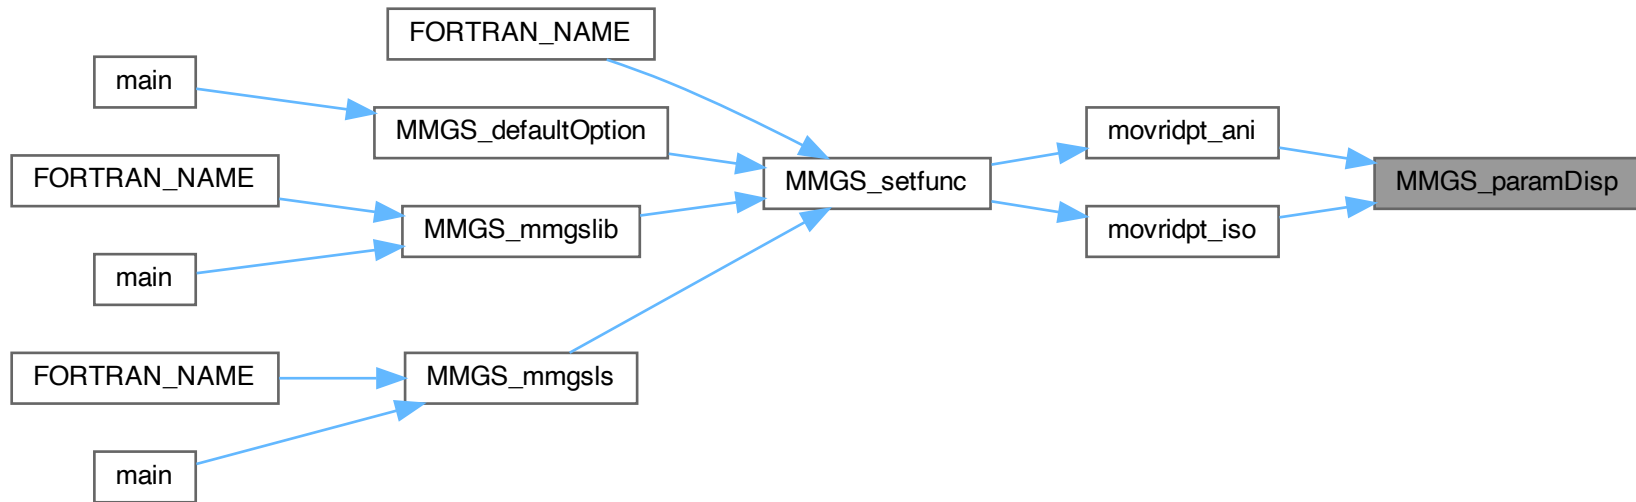 FORTRAN_NAME
main
MMGS_defaultOption
movridpt_ani
FORTRAN_NAME
MMGS_setfunc
MMGS_paramDisp
MMGS_mmgslib
movridpt_iso
main
FORTRAN_NAME
MMGS_mmgsls
main